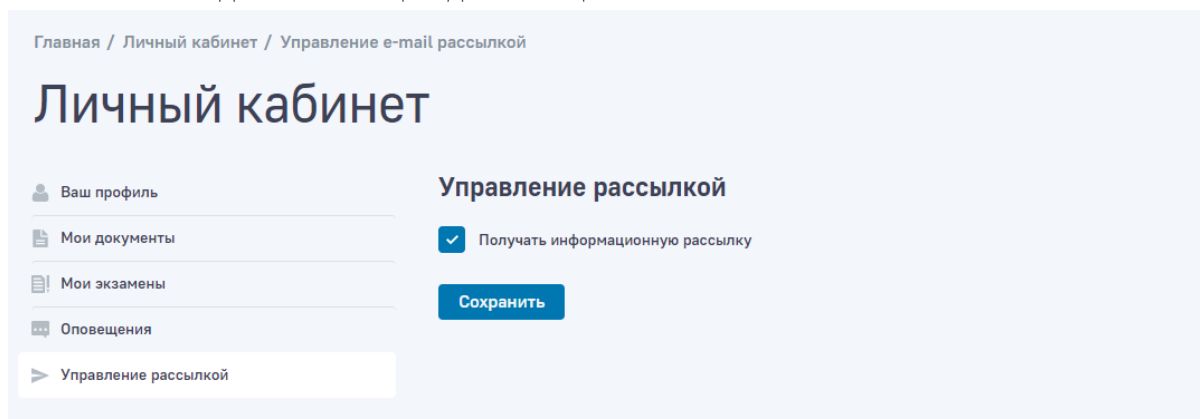 Главная / Личный кабинет / Управление e-mail рассылкой
Личный кабинет
Ваш профиль
Мои документы
Мои экзамены
Оповещения
Управление рассылкой
Управление рассылкой
Получать информационную рассылку
Сохранить